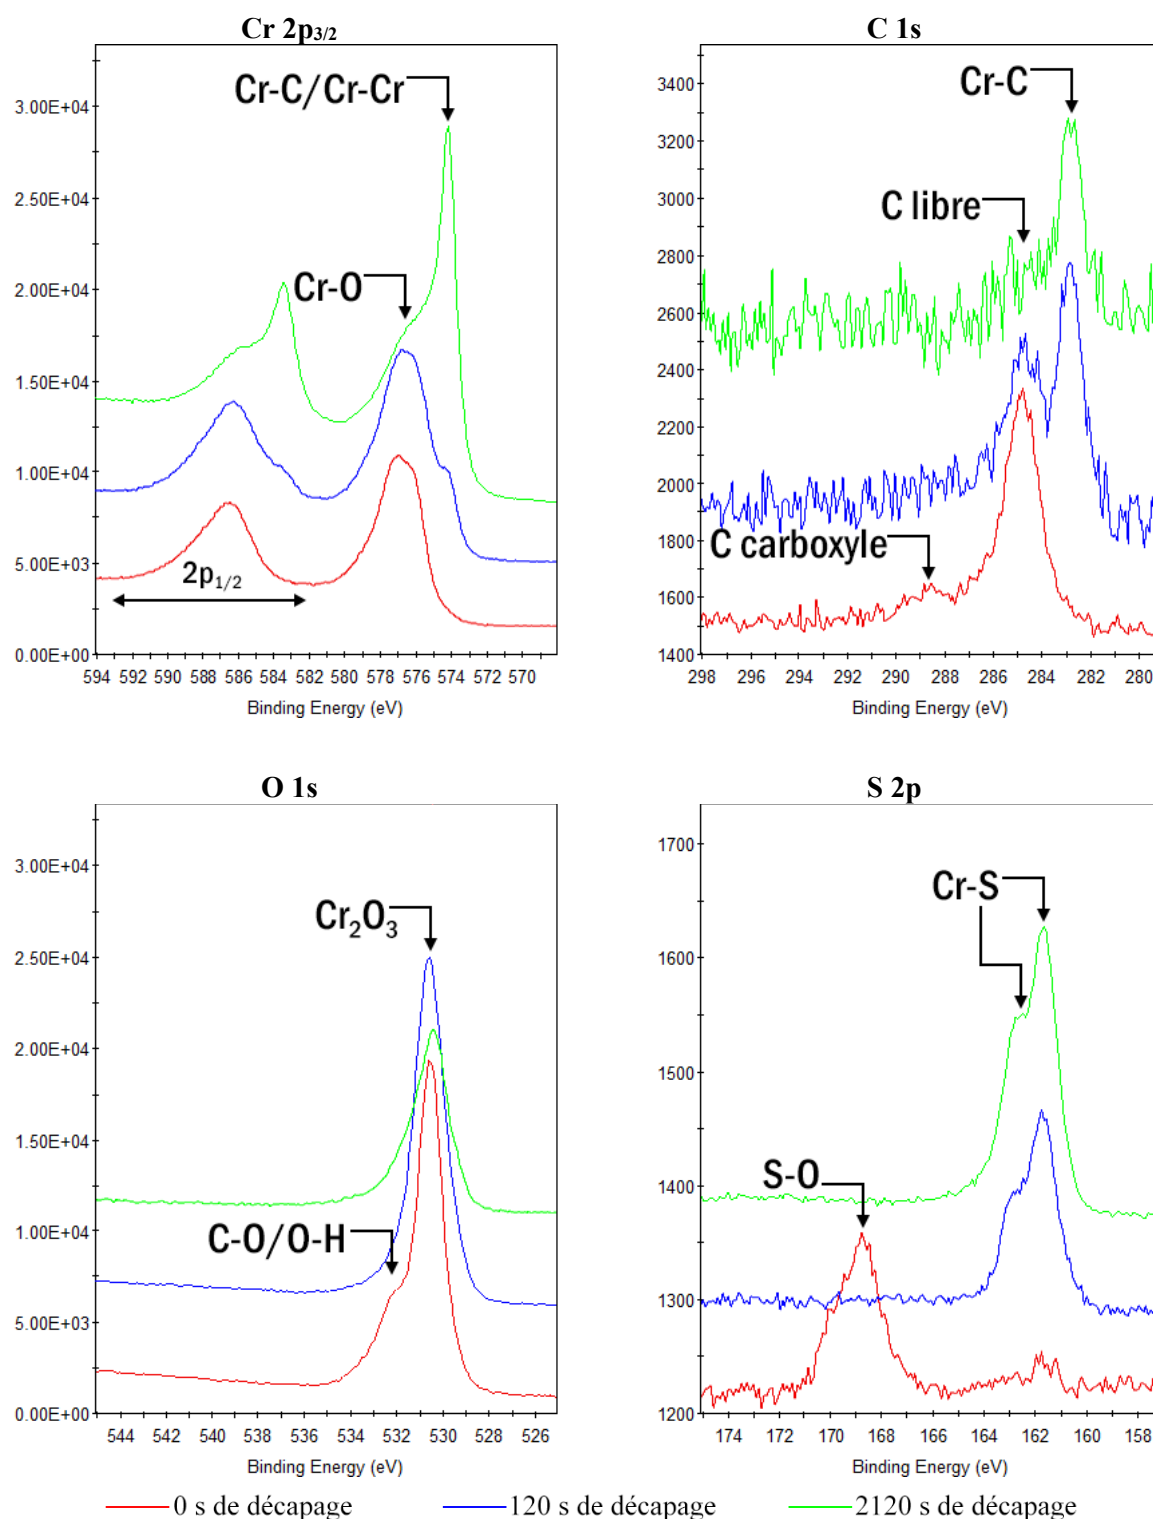 Cr 2p3/2
Cr-C/Cr-Cr
Cr-O
2p1/2
3.00E+04
2.50E+04
2.00E+04
1.50E+04
1.00E+04
5.00E+03
0.00E+00
594 592 590 588 586 584 582 580 578 576 574 572 570
Binding Energy (eV)
C 1s
Cr-C
C libre
C carboxyle
3400
3200
3000
2800
2600
2400
2200
2000
1800
1600
1400
298 296 294 292 290 288 286 284 282 280
Binding Energy (eV)
O 1s
Cr2O3
C-O/O-H
3.00E+04
2.50E+04
2.00E+04
1.50E+04
1.00E+04
5.00E+03
0.00E+00
544 542 540 538 536 534 532 530 528 526
Binding Energy (eV)
S 2p
Cr-S
S-O
1700
1600
1500
1400
1300
1200
174 172 170 168 166 164 162 160 158
Binding Energy (eV)
0 s de décapage 120 s de décapage 2120 s de décapage